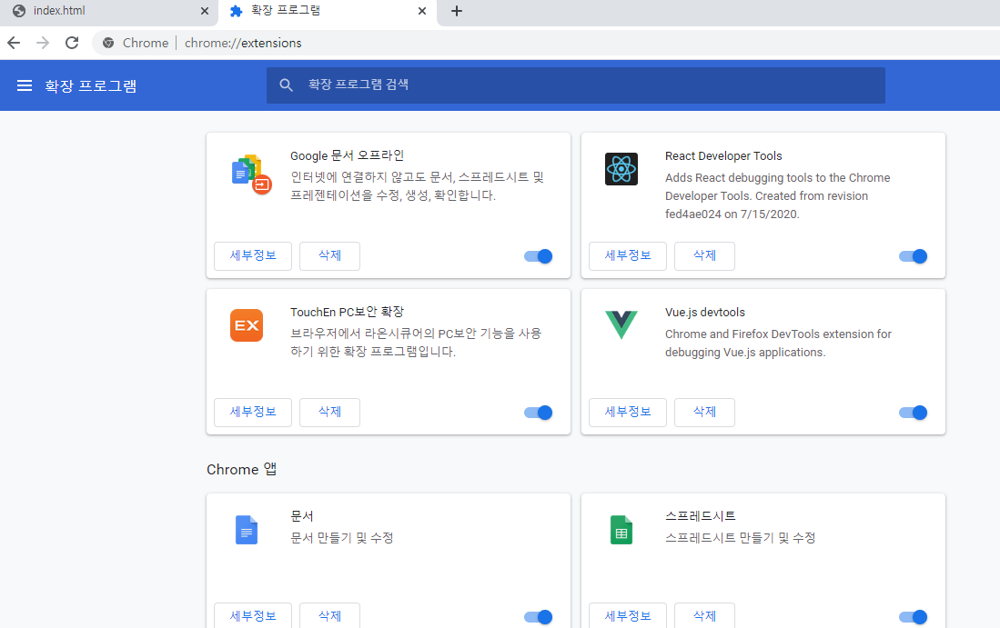 index.html
확장 프로그램
Chrome
chrome://extensions
확장 프로그램
확장 프로그램 검색
Google 문서 오프라인
인터넷에 연결하지 않고도 문서, 스프레드시트 및
프레젠테이션을 수정, 생성, 확인합니다.
세부정보
삭제
React Developer Tools
Adds React debugging tools to the Chrome
Developer Tools. Created from revision
fed4ae024 on 7/15/2020.
세부정보
삭제
EX
TouchEn PC보안 확장
브라우저에서 라온시큐어의 PC보안 기능을 사용
하기 위한 확장 프로그램입니다.
세부정보
삭제
Vue.js devtools
Chrome and Firefox DevTools extension for
debugging Vue.js applications.
세부정보
삭제
Chrome 앱
문서
문서 만들기 및 수정
세부정보
삭제
스프레드시트
스프레드시트 만들기 및 수정
세부정보
삭제